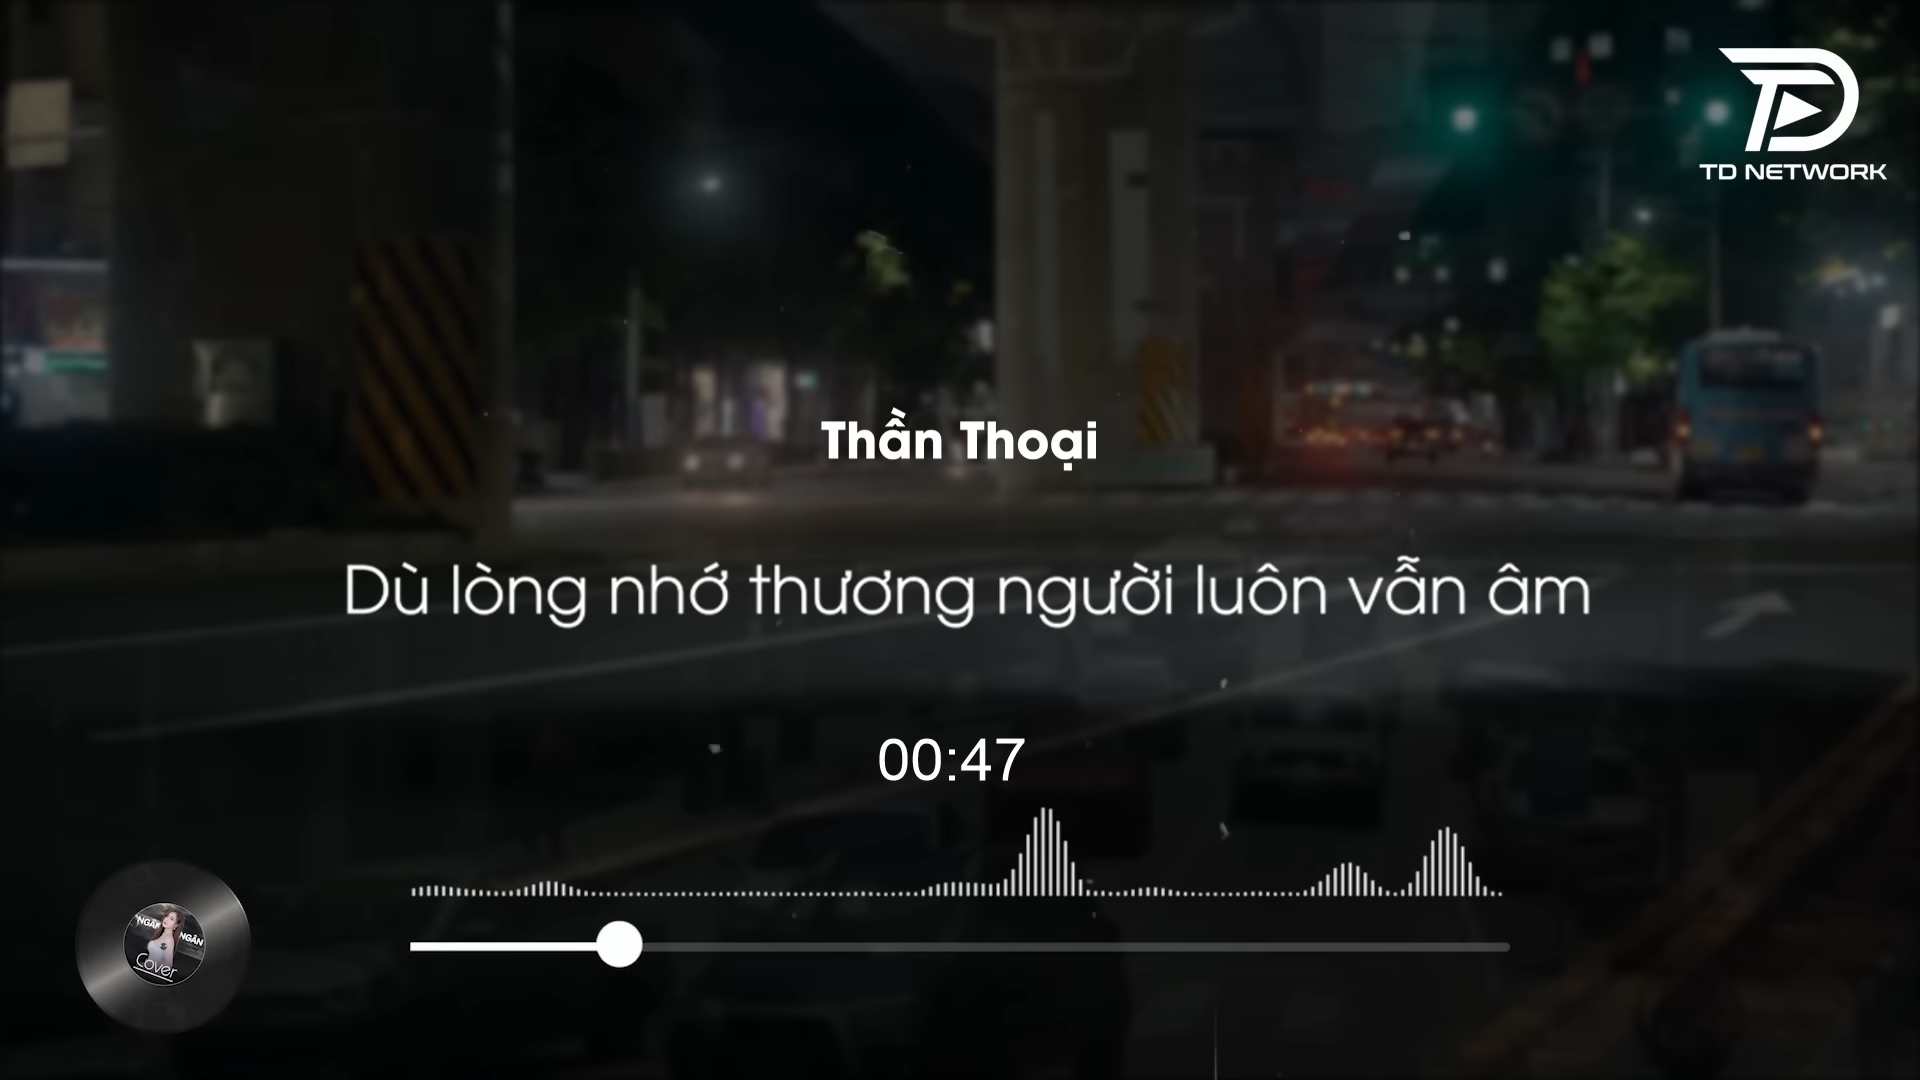 TD NETWORK
Thần Thoại
Dù lòng nhớ thương người luôn vẫn âm
00:47
NGÂN
NGÂN
Cover